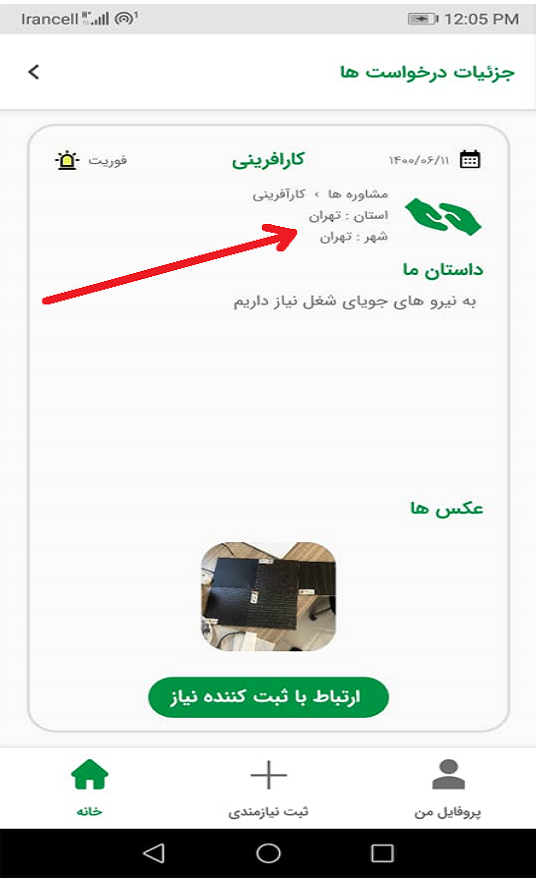 Irancell 12:05 PM
جزئیات درخواست ها
۱۴۰۰/۰۶/۱۱ کارافرینی فوریت
مشاوره ها › کارآفرینی
استان : تهران
شهر : تهران
داستان ما
به نیرو های جویای شغل نیاز داریم
عکس ها
ارتباط با ثبت کننده نیاز
پروفایل من ثبت نیازمندی خانه